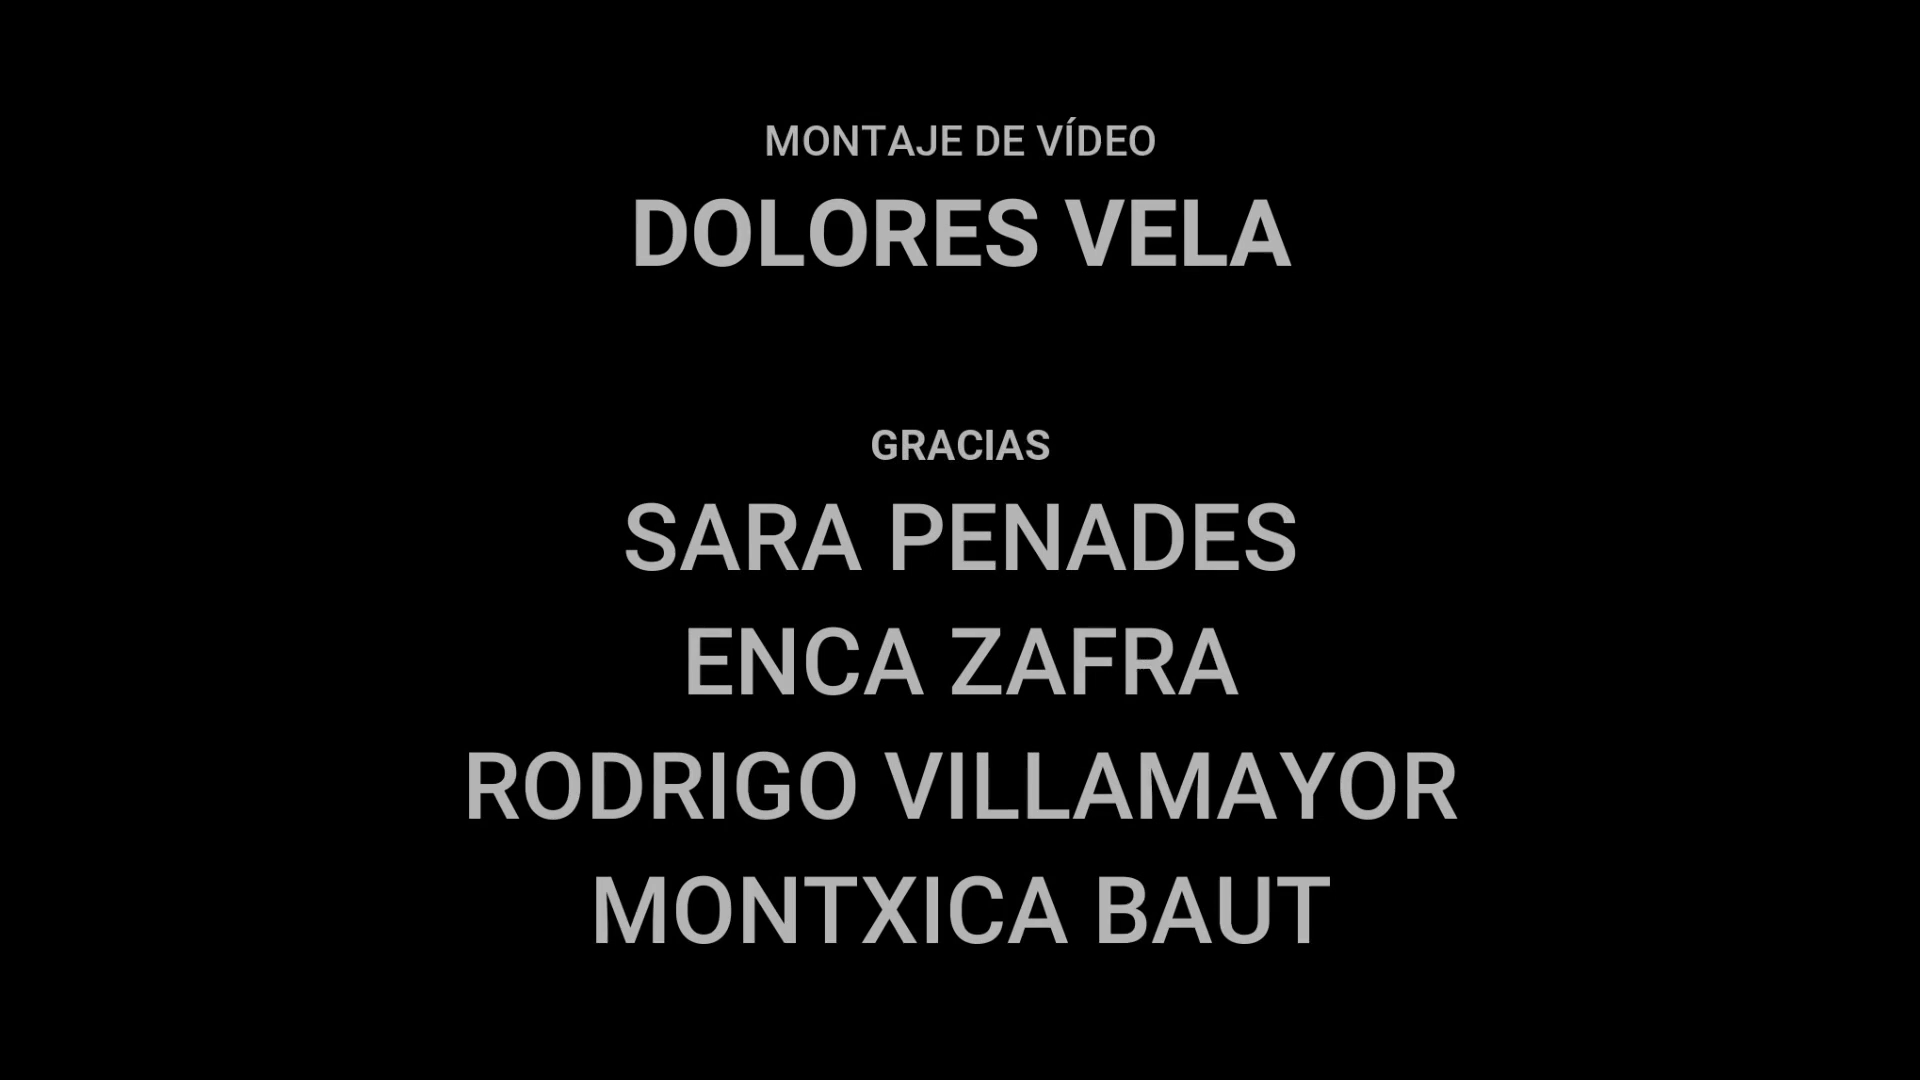 MONTAJE DE VÍDEO
DOLORES VELA
GRACIAS
SARA PENADES
ENCA ZAFRA
RODRIGO VILLAMAYOR
MONTXICA BAUT